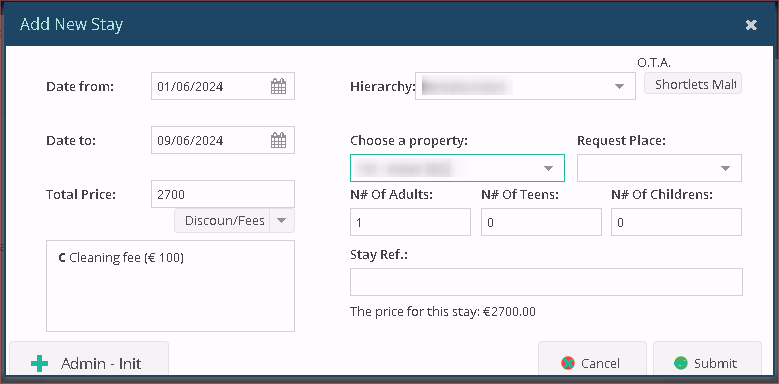 Add New Stay
O.T.A.
Date from: 01/06/2024 Hierarchy: Shortlets Malt
Date to: 09/06/2024 Choose a property: Request Place:
Total Price: 2700 N# Of Adults: N# Of Teens: N# Of Childrens:
Discoun/Fees 1 0 0
C Cleaning fee (€ 100) Stay Ref.:
The price for this stay: €2700.00
Admin - Init Cancel Submit